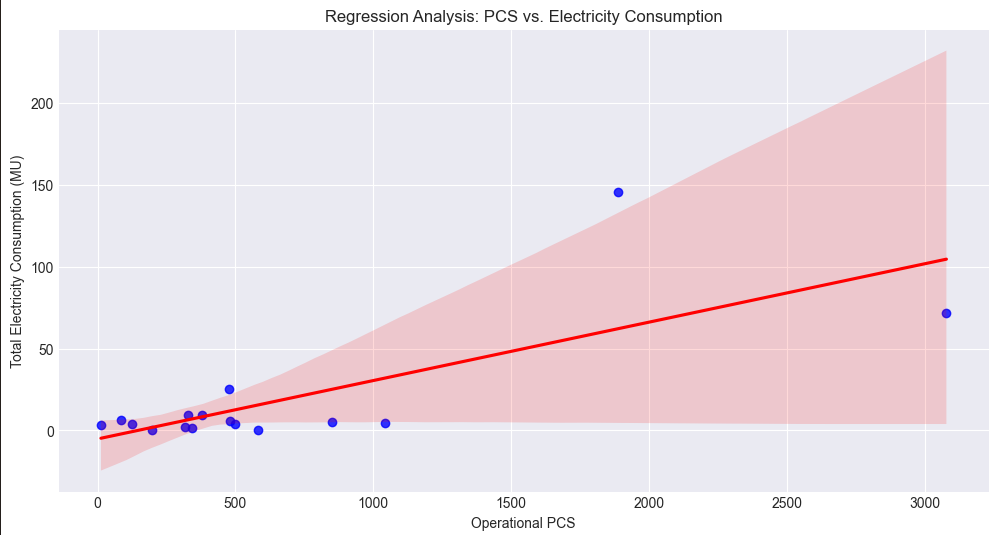 Regression Analysis: PCS vs. Electricity Consumption
Total Electricity Consumption (MU)
200
150
100
50
0
0 500 1000 1500 2000 2500 3000
Operational PCS